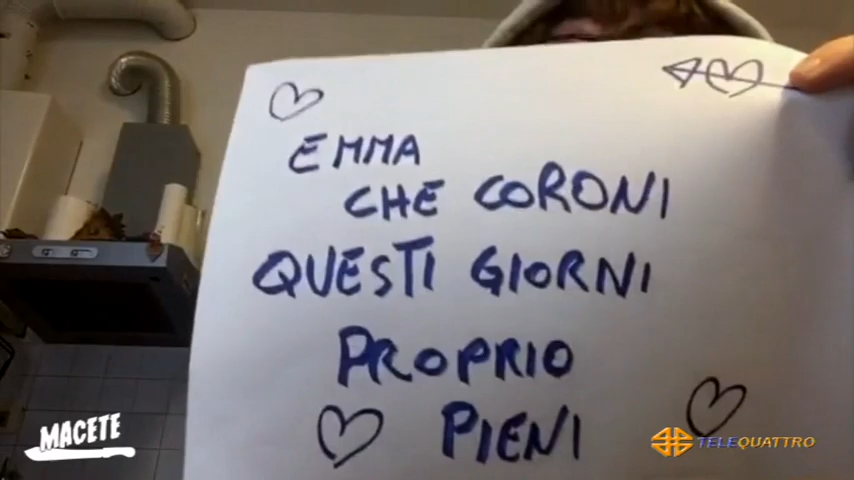 EMMA
CHE CORONI
QUESTI GIORNI
PROPRIO
PIENI
MACETE
TELEQUATTRO